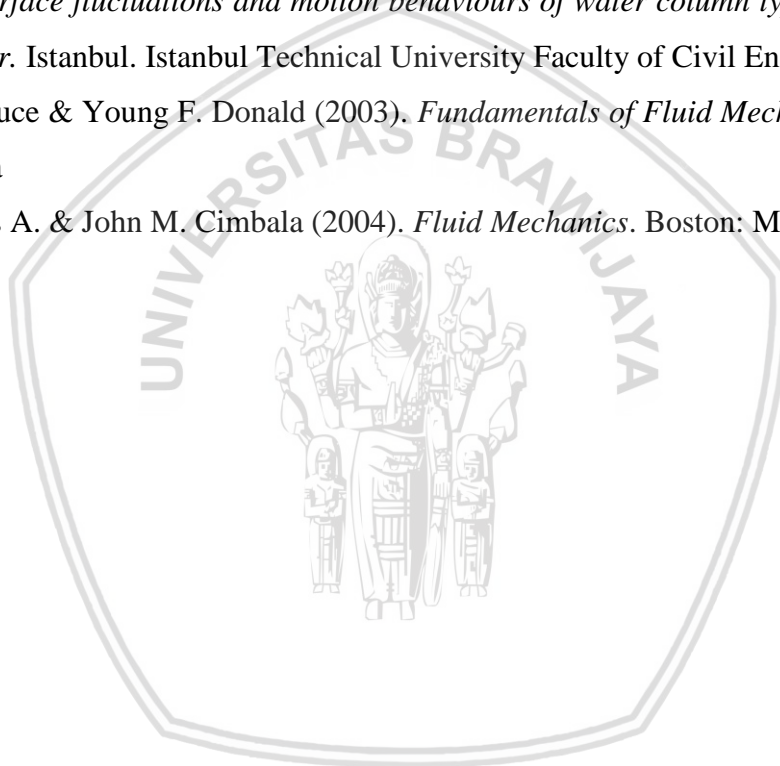 rface fluctuations and motion behaviours of water column ty
r. Istanbul. Istanbul Technical University Faculty of Civil En
uce & Young F. Donald (2003). Fundamentals of Fluid Mech
A. & John M. Cimbala (2004). Fluid Mechanics. Boston: M
UNIVERSITAS BRAWIJAYA